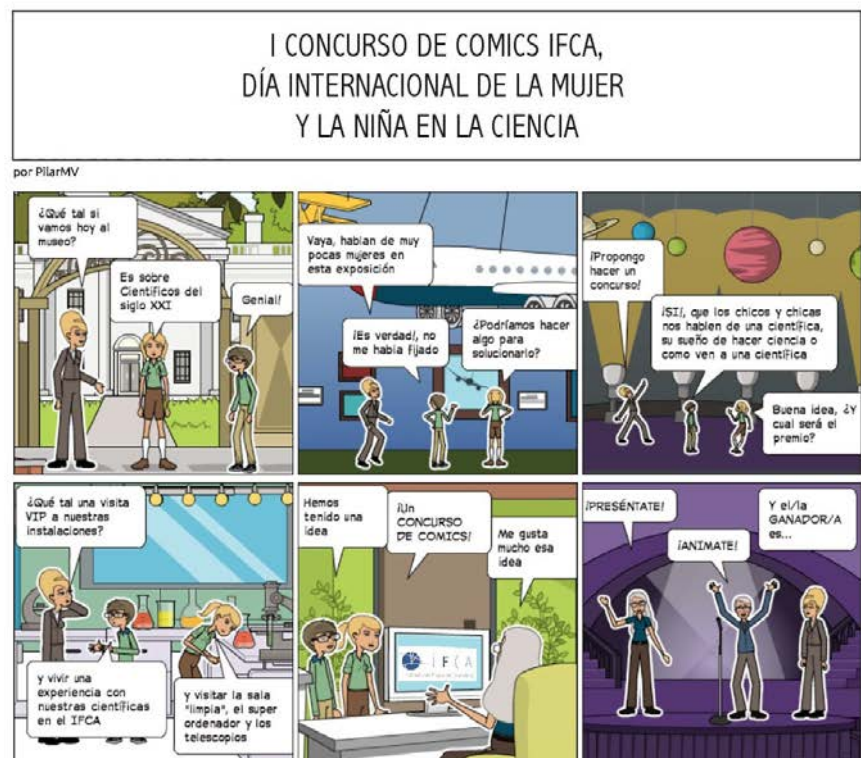 I CONCURSO DE COMICS IFCA,
DÍA INTERNACIONAL DE LA MUJER
Y LA NIÑA EN LA CIENCIA
por PilarMV
¿Qué tal si
vamos hoy al
museo?
Es sobre
Científicos del
siglo XXI
Genial!
Vaya, hablan de muy
pocas mujeres en
esta exposición
¡Es verdad!, no
me había fijado
¿Podríamos hacer
algo para
solucionarlo?
¡Propongo
hacer un
concurso!
¡SI!, que los chicos y chicas
nos hablen de una científica,
su sueño de hacer ciencia o
como ven a una científica
Buena idea, ¿Y
cual será el
premio?
¿Qué tal una visita
VIP a nuestras
instalaciones?
y vivir una
experiencia con
nuestras científicas
en el IFCA
y visitar la sala
"limpia", el super
ordenador y los
telescopios
Hemos
tenido una
idea
¡Un
CONCURSO
DE COMICS!
Me gusta
mucho esa
idea
IFCA
¡PRESÉNTATE!
¡ANIMATE!
Y el/la
GANADOR/A
es...